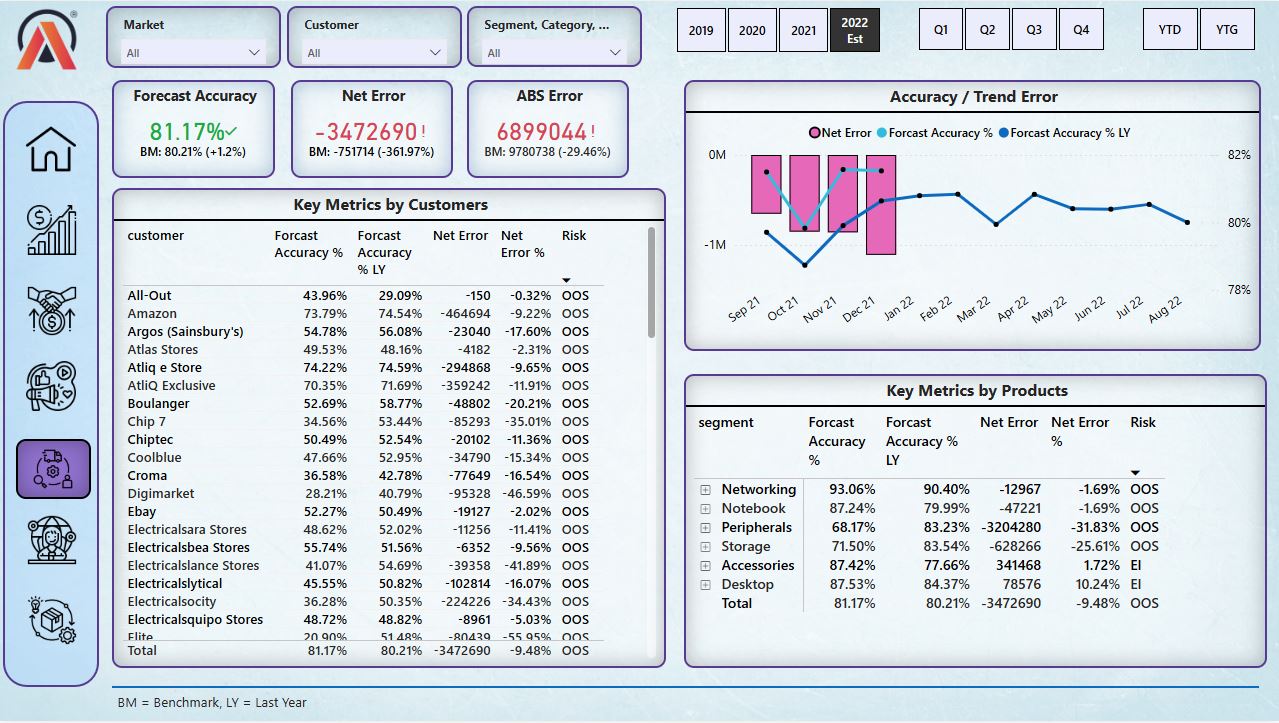 Market
All
Customer
All
Segment, Category, ...
All
2019
2020
2021
2022
Est
Q1
Q2
Q3
Q4
YTD
YTG
®
Forecast Accuracy
81.17%
BM: 80.21% (+1.2%)
Net Error
-3472690!
BM: -751714 (-361.97%)
ABS Error
6899044!
BM: 9780738 (-29.46%)
Accuracy / Trend Error
Net Error Forcast Accuracy % Forcast Accuracy % LY
0M
-1M
82%
80%
78%
Sep 21 Oct 21 Nov 21 Dec 21 Jan 22 Feb 22 Mar 22 Apr 22 May 22 Jun 22 Jul 22 Aug 22
Key Metrics by Customers
customer Forcast Accuracy % Forcast Accuracy % LY Net Error Net Error % Risk
All-Out 43.96% 29.09% -150 -0.32% OOS
Amazon 73.79% 74.54% -464694 -9.22% OOS
Argos (Sainsbury's) 54.78% 56.08% -23040 -17.60% OOS
Atlas Stores 49.53% 48.16% -4182 -2.31% OOS
Atliq e Store 74.22% 74.59% -294868 -9.65% OOS
AtliQ Exclusive 70.35% 71.69% -359242 -11.91% OOS
Boulanger 52.69% 58.77% -48802 -20.21% OOS
Chip 7 34.56% 53.44% -85293 -35.01% OOS
Chiptec 50.49% 52.54% -20102 -11.36% OOS
Coolblue 47.66% 52.95% -34790 -15.34% OOS
Croma 36.58% 42.78% -77649 -16.54% OOS
Digimarket 28.21% 40.79% -95328 -46.59% OOS
Ebay 52.27% 50.49% -19127 -2.02% OOS
Electricalsara Stores 48.62% 52.02% -11256 -11.41% OOS
Electricalsbea Stores 55.74% 51.56% -6352 -9.56% OOS
Electricalslance Stores 41.07% 54.69% -39358 -41.89% OOS
Electricalslytical 45.55% 50.82% -102814 -16.07% OOS
Electricalsocity 36.28% 50.35% -224226 -34.43% OOS
Electricalsquipo Stores 48.72% 48.82% -8961 -5.03% OOS
Elite 20.90% 51.48% -80439 -55.95% OOS
Total 81.17% 80.21% -3472690 -9.48% OOS
Key Metrics by Products
segment Forcast Accuracy % Forcast Accuracy % LY Net Error Net Error % Risk
Networking 93.06% 90.40% -12967 -1.69% OOS
Notebook 87.24% 79.99% -47221 -1.69% OOS
Peripherals 68.17% 83.23% -3204280 -31.83% OOS
Storage 71.50% 83.54% -628266 -25.61% OOS
Accessories 87.42% 77.66% 341468 1.72% EI
Desktop 87.53% 84.37% 78576 10.24% EI
Total 81.17% 80.21% -3472690 -9.48% OOS
BM = Benchmark, LY = Last Year